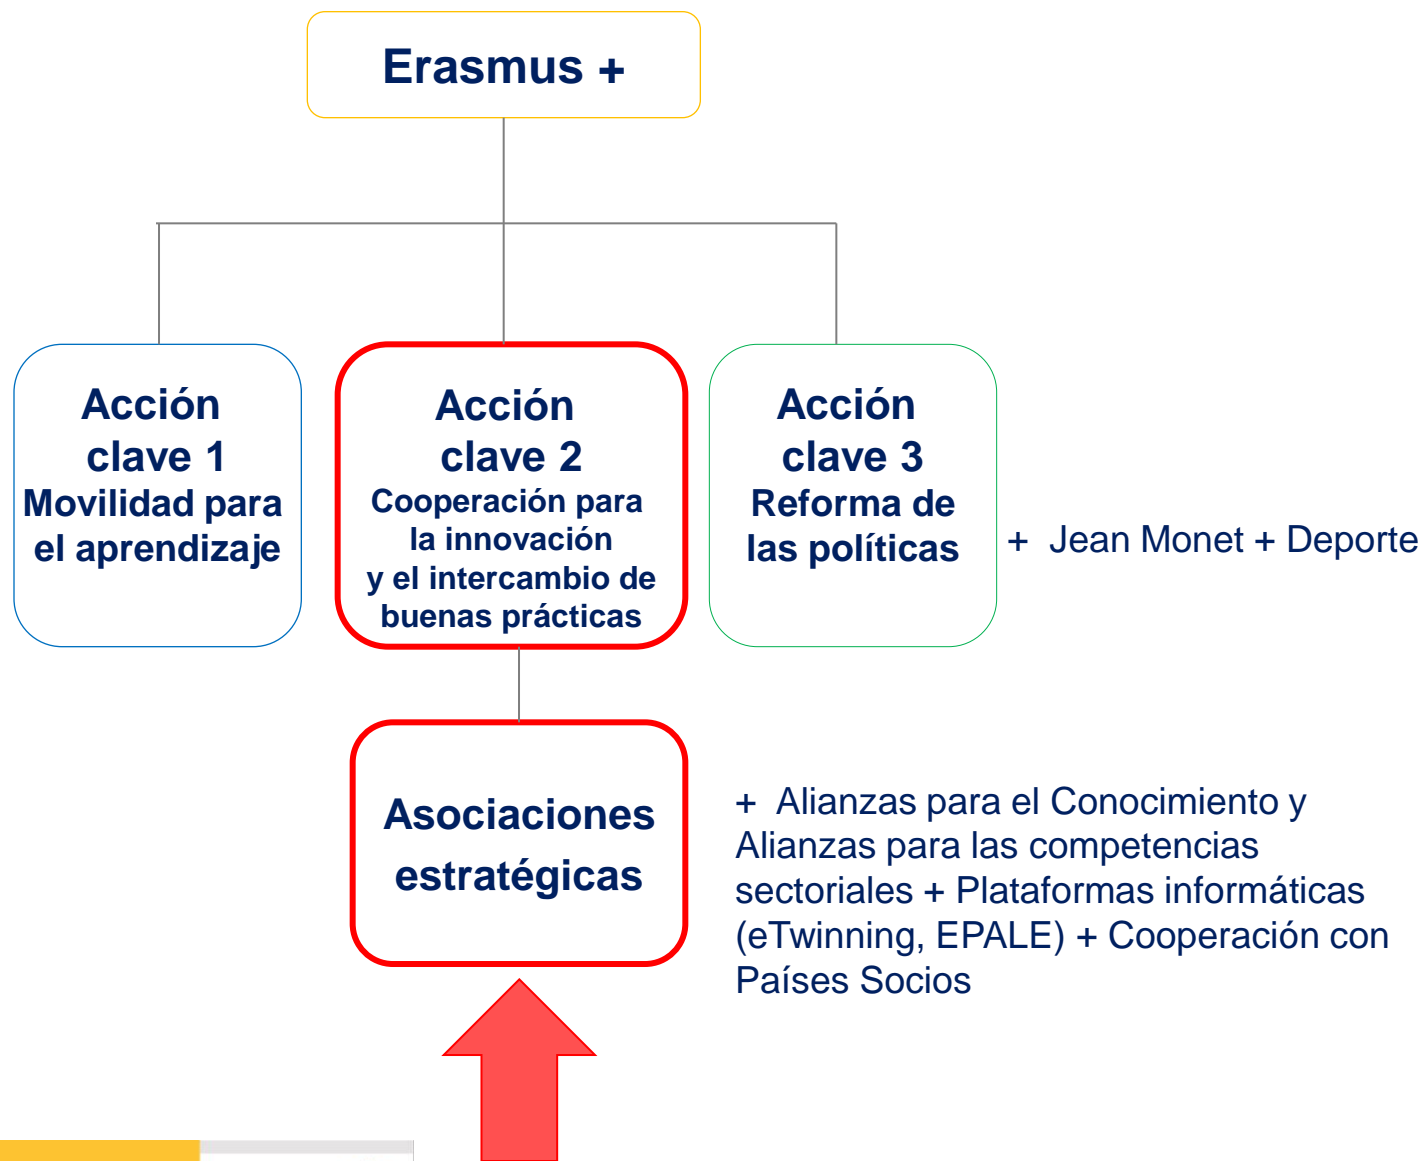 Erasmus +
Acción
clave 1
Movilidad para
el aprendizaje
Acción
clave 2
Cooperación para
la innovación
y el intercambio de
buenas prácticas
Acción
clave 3
Reforma de
las políticas
+ Jean Monet + Deporte
Asociaciones
estratégicas
+ Alianzas para el Conocimiento y
Alianzas para las competencias
sectoriales + Plataformas informáticas
(eTwinning, EPALE) + Cooperación con
Países Socios